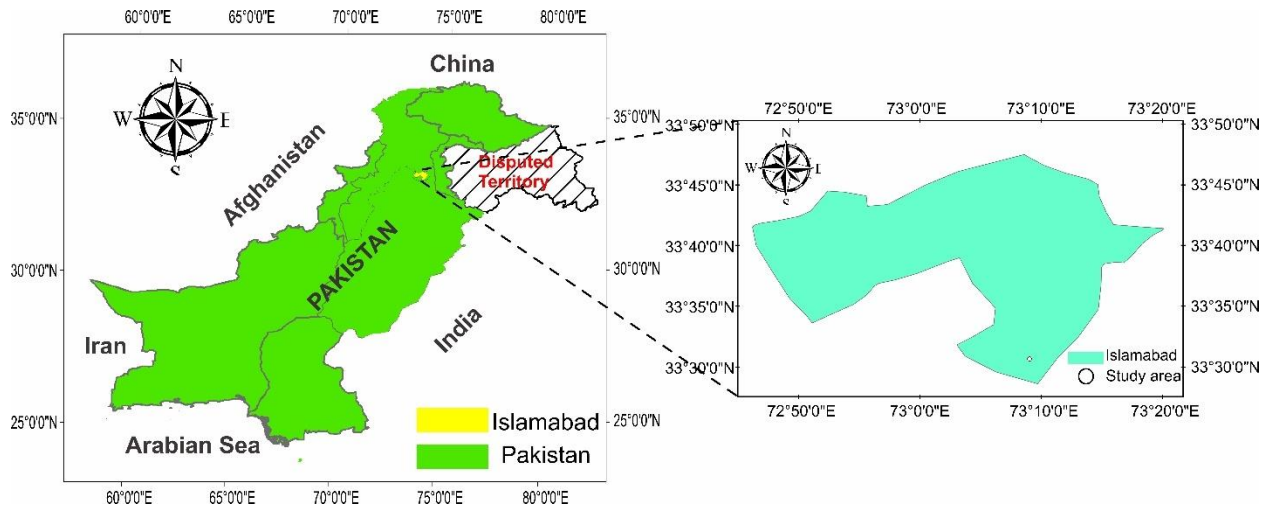 60°0'0"E 65°0'0"E 70°0'0"E 75°0'0"E 80°0'0"E
35°0'0"N
30°0'0"N
25°0'0"N
N
W E
S
China
Afghanistan
Disputed
Territory
PAKISTAN
Iran
India
Arabian Sea
Islamabad
Pakistan
35°0'0"N
30°0'0"N
25°0'0"N
60°0'0"E 65°0'0"E 70°0'0"E 75°0'0"E 80°0'0"E
72°50'0"E 73°0'0"E 73°10'0"E 73°20'0"E
33°50'0"N
33°45'0"N
33°40'0"N
33°35'0"N
33°30'0"N
N
W E
S
Islamabad
Study area
33°50'0"N
33°45'0"N
33°40'0"N
33°35'0"N
33°30'0"N
72°50'0"E 73°0'0"E 73°10'0"E 73°20'0"E